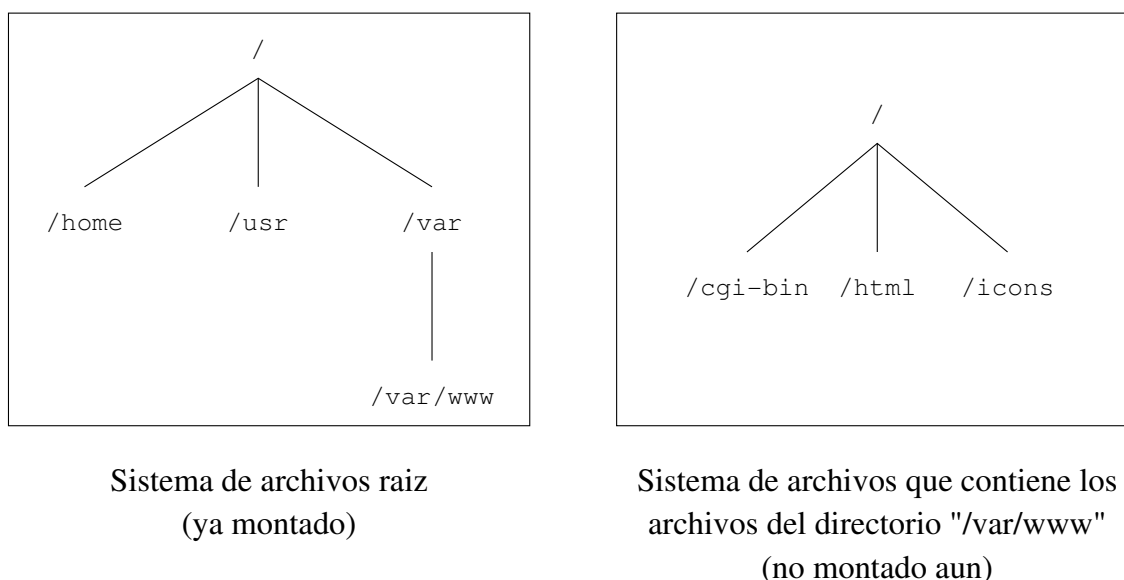 /
/home /usr /var
/var/www
Sistema de archivos raiz
(ya montado)
/
/cgi-bin /html /icons
Sistema de archivos que contiene los
archivos del directorio "/var/www"
(no montado aun)